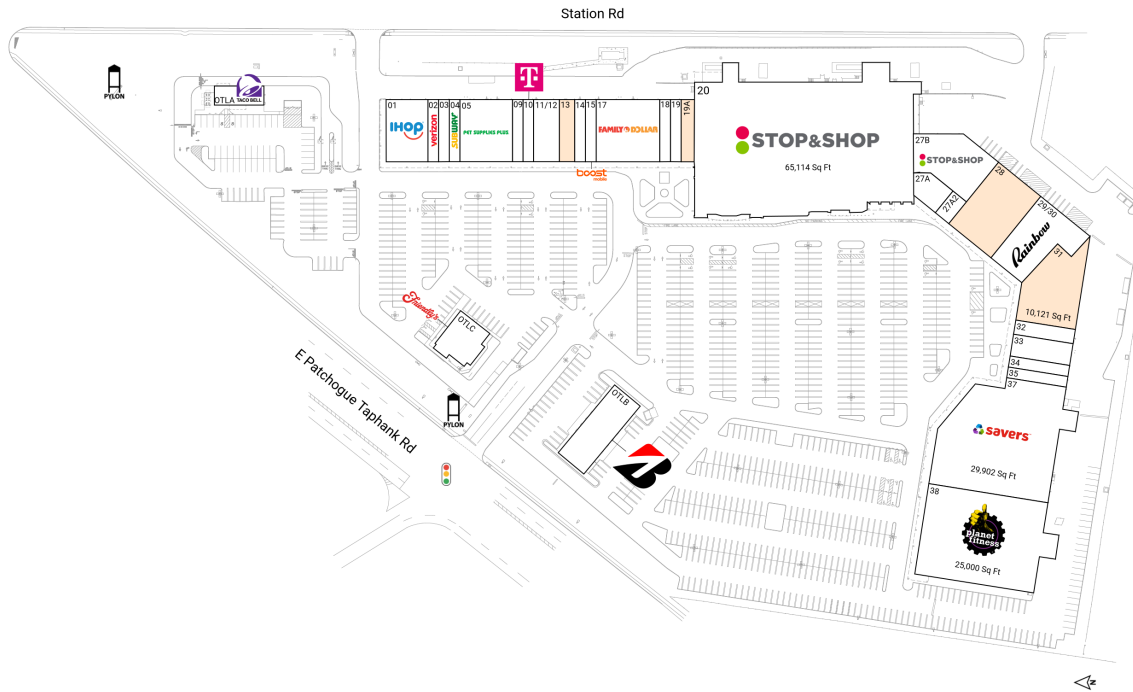 Station Rd
PYLON
OTLA
TACO BELL
01
IHOP
02
verizon
03
04
SUBWAY
05
PET SUPPLIES PLUS
09
10
T
11/12
13
14
15
boost
mobile
17
FAMILY DOLLAR
18
19
19A
20
STOP&SHOP
65,114 Sq Ft
27B
STOP&SHOP
27A
27A2
28
29/30
Rainbow
31
10,121 Sq Ft
32
33
34
35
37
savers
29,902 Sq Ft
38
planet
fitness
25,000 Sq Ft
Friendly's
OTLC
OTLB
B
PYLON
E Patchogue Taphank Rd
N